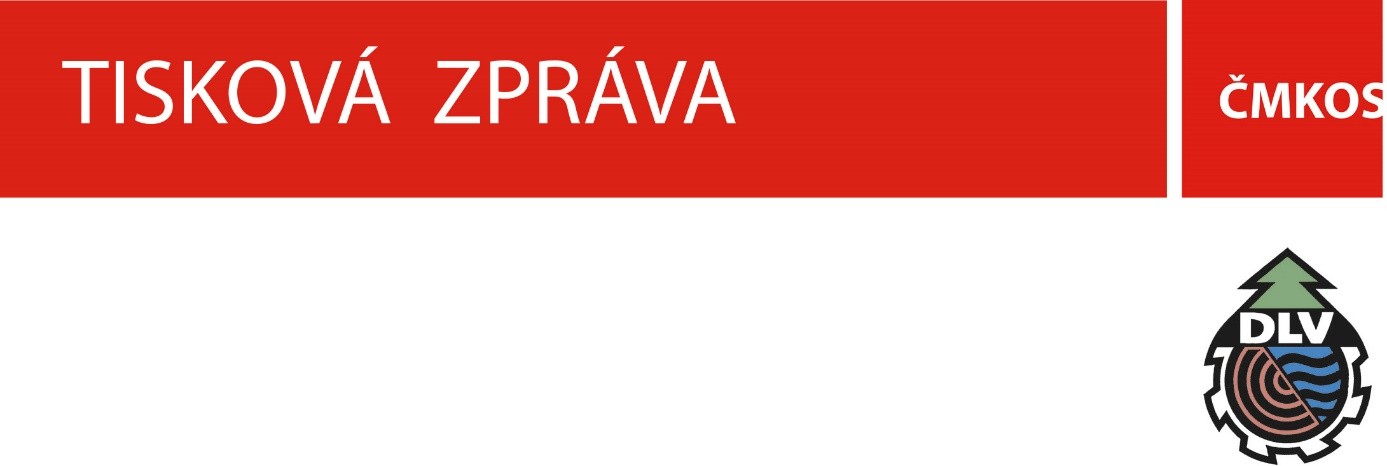 TISKOVÁ ZPRÁVA
ČMKOS
DLV